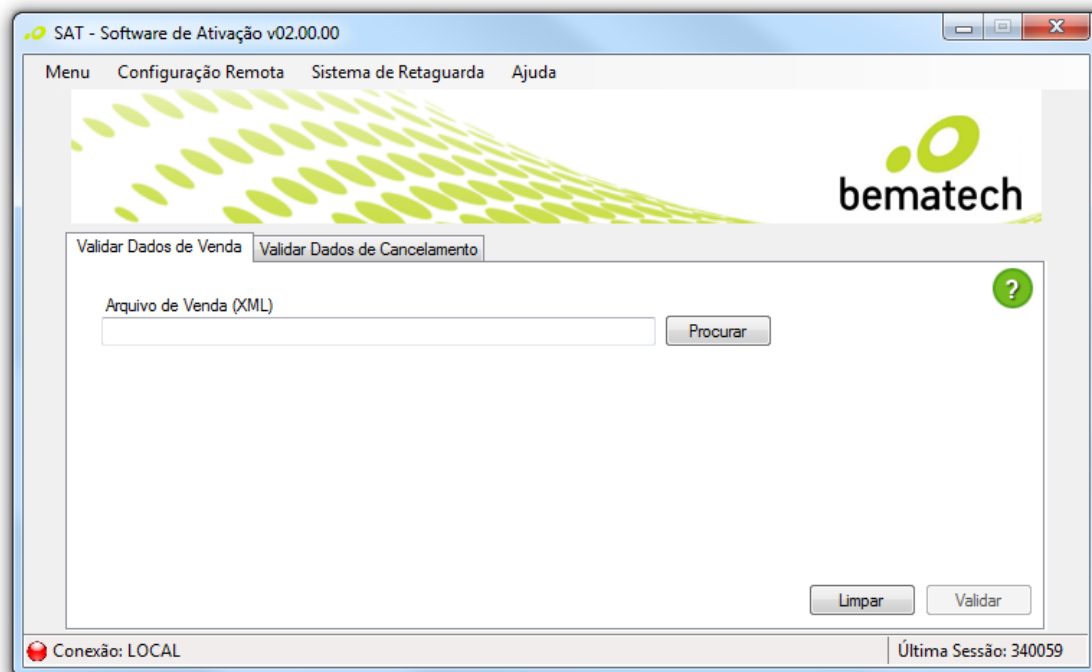 SAT - Software de Ativação v02.00.00
Menu Configuração Remota Sistema de Retaguarda Ajuda
bematech
Validar Dados de Venda Validar Dados de Cancelamento
?
Arquivo de Venda (XML)
Procurar
Limpar Validar
Conexão: LOCAL Última Sessão: 340059